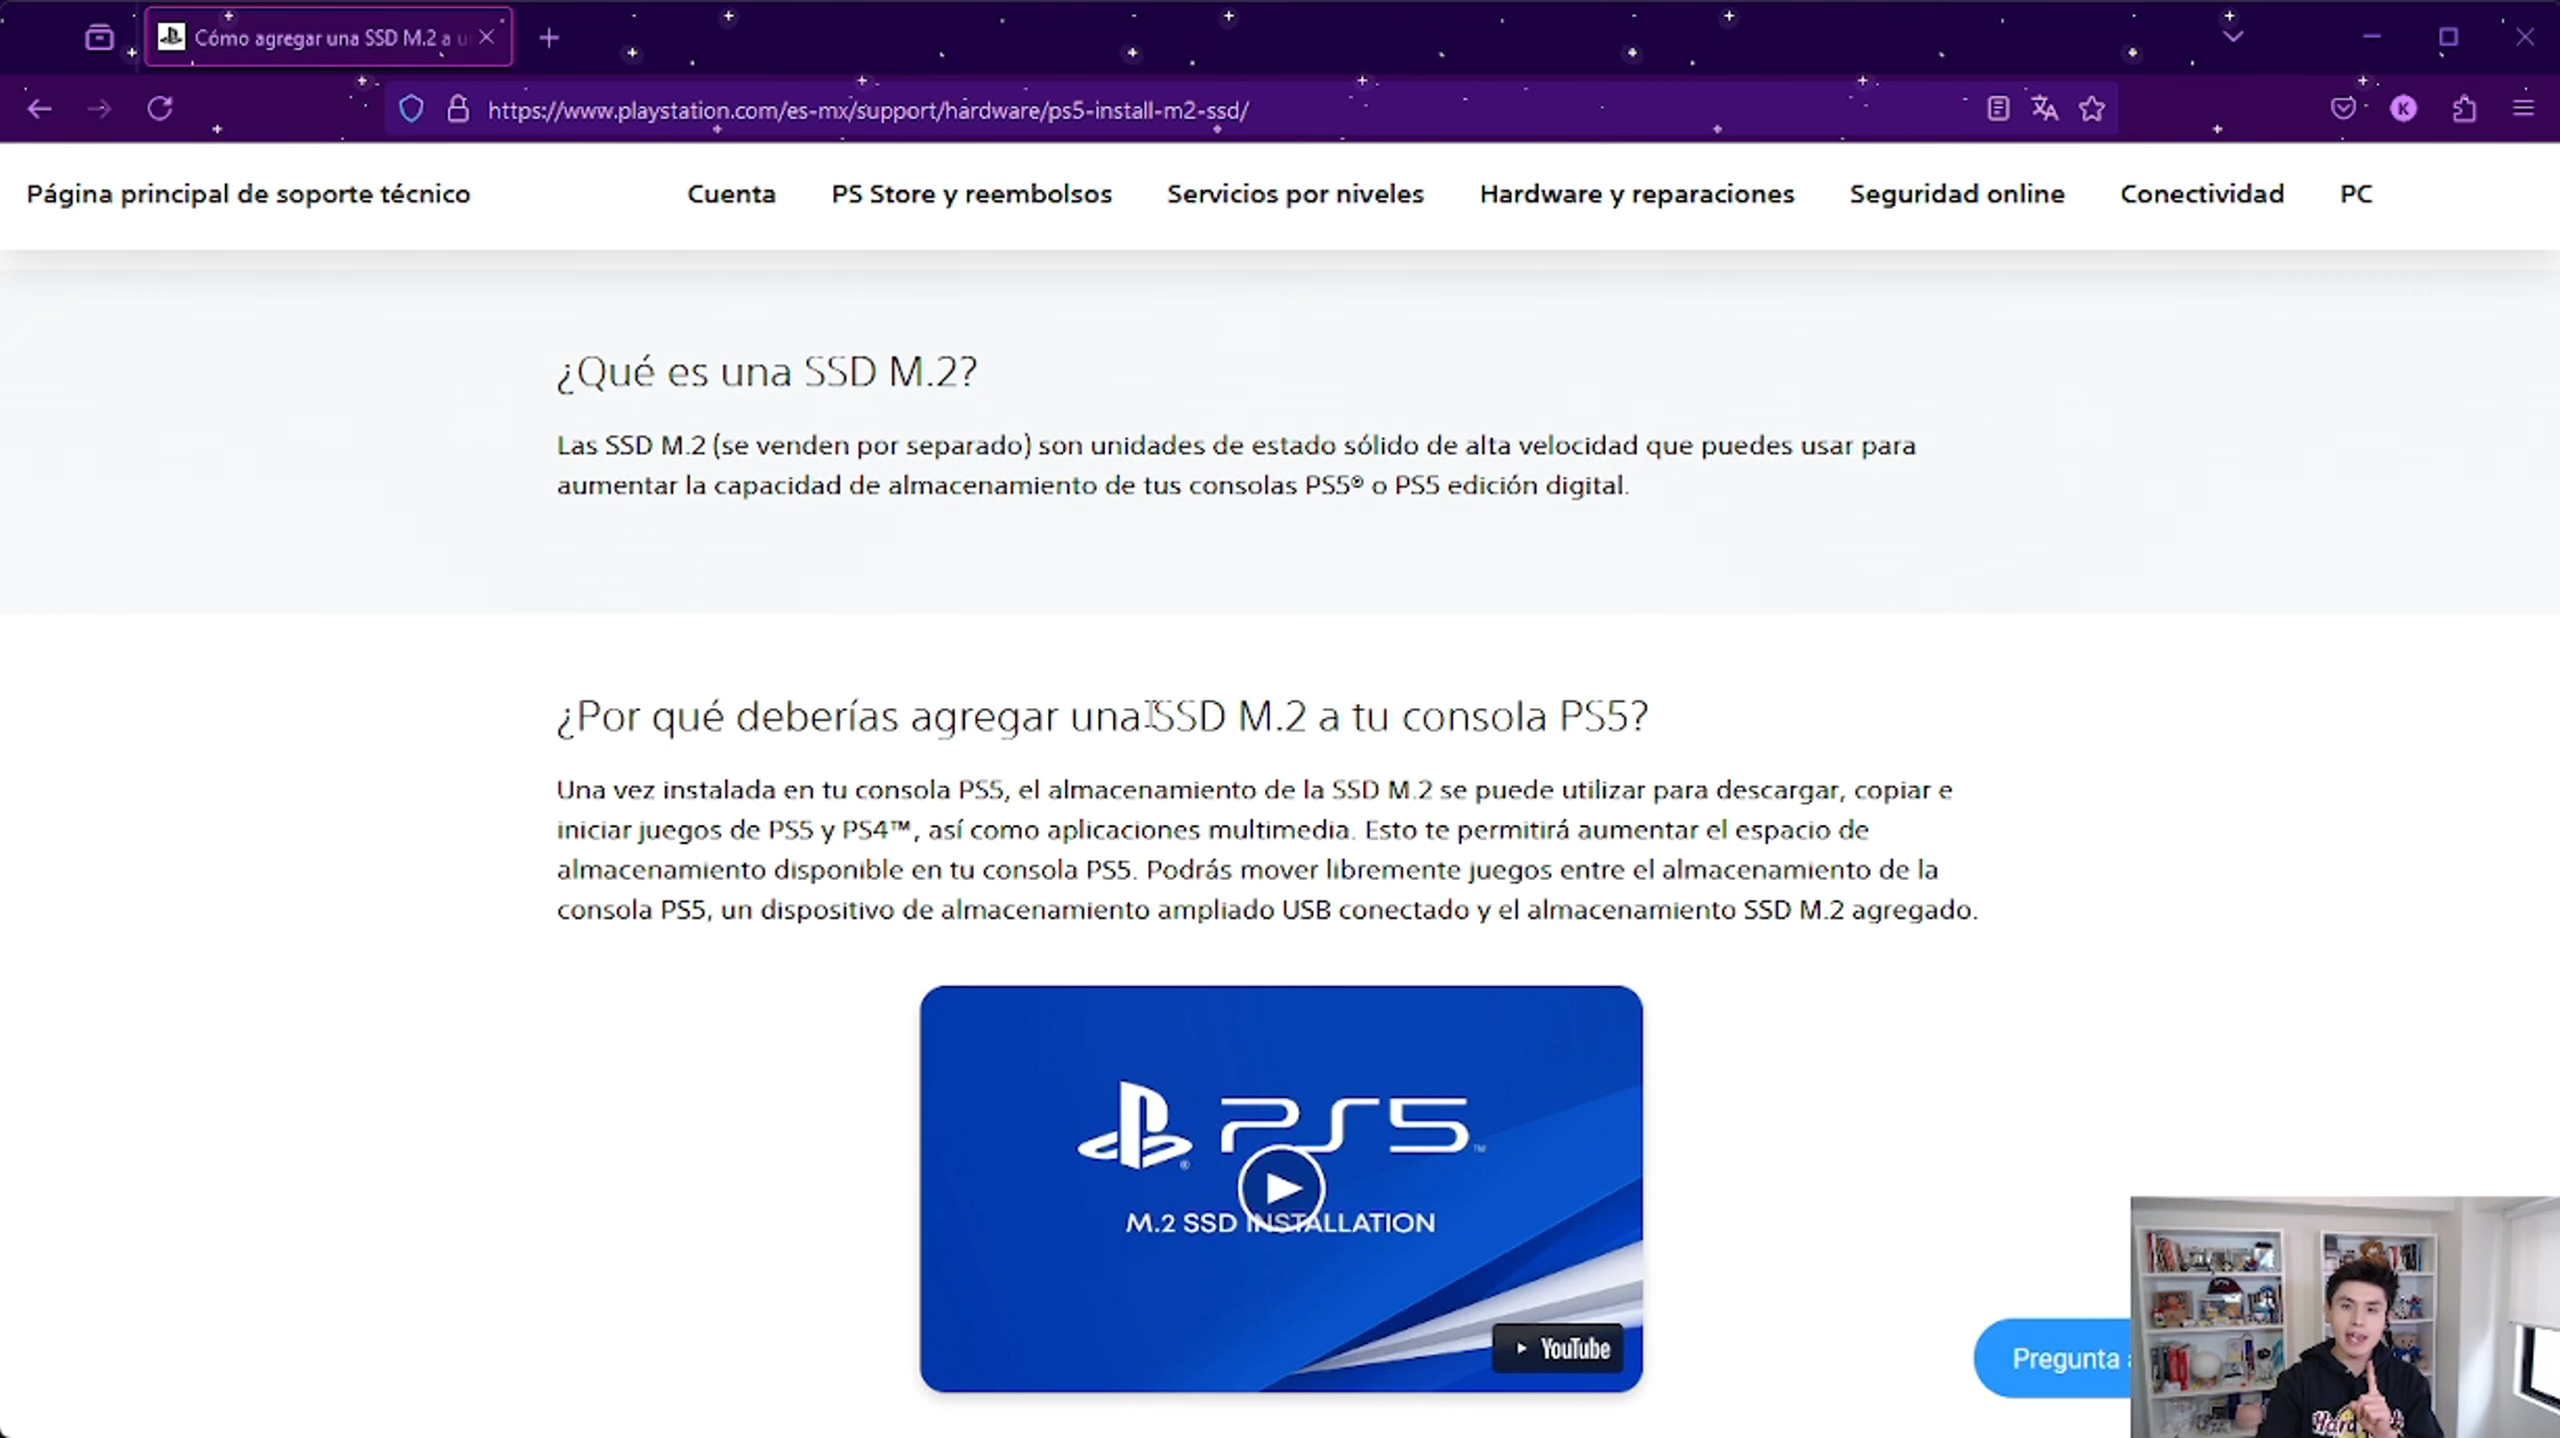 Cómo agregar una SSD M.2 a u
https://www.playstation.com/es-mx/support/hardware/ps5-install-m2-ssd/
K
Página principal de soporte técnico
Cuenta
PS Store y reembolsos
Servicios por niveles
Hardware y reparaciones
Seguridad online
Conectividad
PC
¿Qué es una SSD M.2?
Las SSD M.2 (se venden por separado) son unidades de estado sólido de alta velocidad que puedes usar para
aumentar la capacidad de almacenamiento de tus consolas PS5® o PS5 edición digital.
¿Por qué deberías agregar una SSD M.2 a tu consola PS5?
Una vez instalada en tu consola PS5, el almacenamiento de la SSD M.2 se puede utilizar para descargar, copiar e
iniciar juegos de PS5 y PS4™, así como aplicaciones multimedia. Esto te permitirá aumentar el espacio de
almacenamiento disponible en tu consola PS5. Podrás mover libremente juegos entre el almacenamiento de la
consola PS5, un dispositivo de almacenamiento ampliado USB conectado y el almacenamiento SSD M.2 agregado.
PS5™
M.2 SSD INSTALLATION
YouTube
Pregunta a